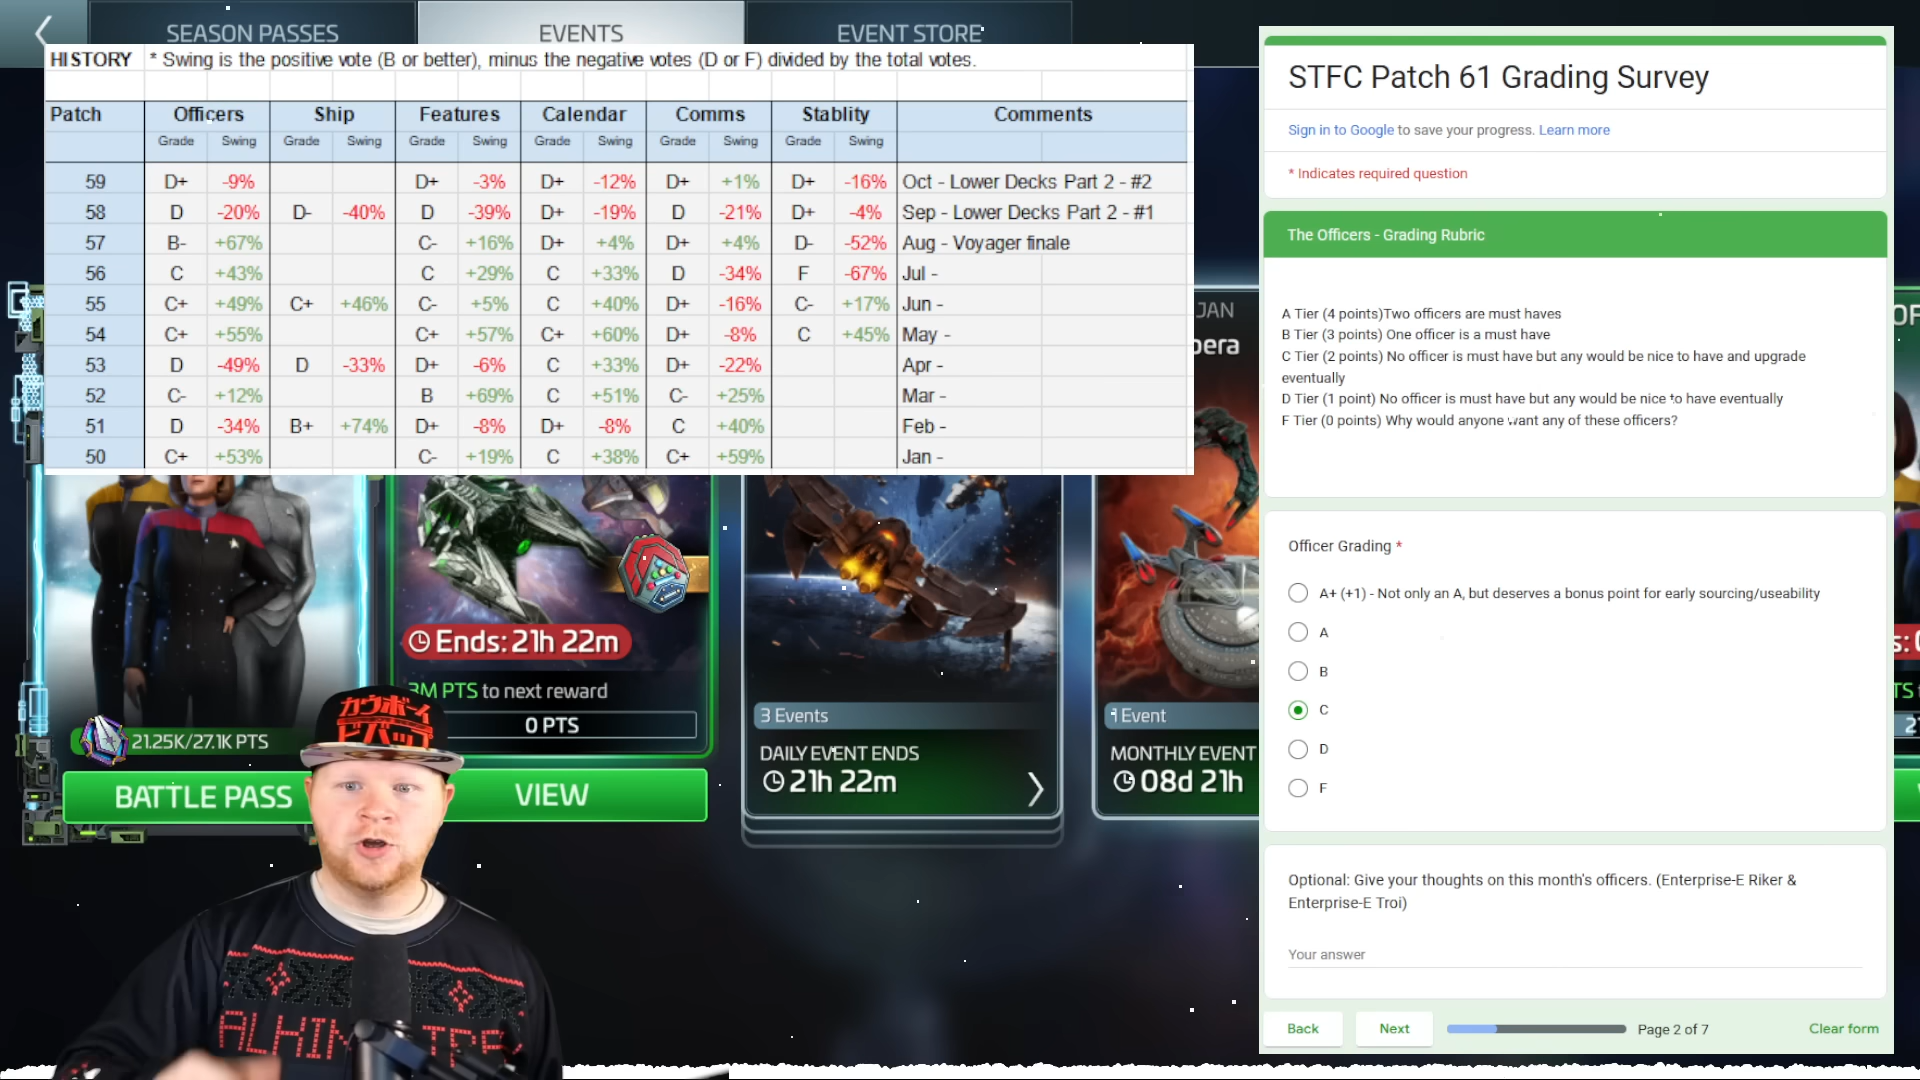 SEASON PASSES EVENTS EVENT STORE
HISTORY * Swing is the positive vote (B or better), minus the negative votes (D or F) divided by the total votes.
Patch Officers Ship Features Calendar Comms Stablity Comments
Grade Swing Grade Swing Grade Swing Grade Swing Grade Swing Grade Swing
59 D+ -9% D+ -3% D+ -12% D+ +1% D+ -16% Oct - Lower Decks Part 2 - #2
58 D -20% D- -40% D -39% D+ -19% D -21% D+ -4% Sep - Lower Decks Part 2 - #1
57 B- +67% C- +16% D+ +4% D+ +4% D- -52% Aug - Voyager finale
56 C +43% C +29% C +33% D -34% F -67% Jul -
55 C+ +49% C+ +46% C- +5% C +40% D+ -16% C- +17% Jun -
54 C+ +55% C+ +57% C+ +60% D+ -8% C +45% May -
53 D -49% D -33% D+ -6% C +33% D+ -22% Apr -
52 C- +12% B +69% C +51% C- +25% Mar -
51 D -34% B+ +74% D+ -8% D+ -8% C +40% Feb -
50 C+ +53% C- +19% C +38% C+ +59% Jan -
JAN
pera
Ends: 21h 22m
3M PTS to next reward
0 PTS
21.25K/27.1K PTS
BATTLE PASS
VIEW
3 Events
DAILY EVENT ENDS
21h 22m
1 Event
MONTHLY EVENT
08d 21h
カウボーイ
ビバップ
STFC Patch 61 Grading Survey
Sign in to Google to save your progress. Learn more
* Indicates required question
The Officers - Grading Rubric
A Tier (4 points)Two officers are must haves
B Tier (3 points) One officer is a must have
C Tier (2 points) No officer is must have but any would be nice to have and upgrade
eventually
D Tier (1 point) No officer is must have but any would be nice to have eventually
F Tier (0 points) Why would anyone want any of these officers?
Officer Grading *
A+ (+1) - Not only an A, but deserves a bonus point for early sourcing/useability
A
B
C
D
F
Optional: Give your thoughts on this month's officers. (Enterprise-E Riker &
Enterprise-E Troi)
Your answer
Back Next Page 2 of 7 Clear form